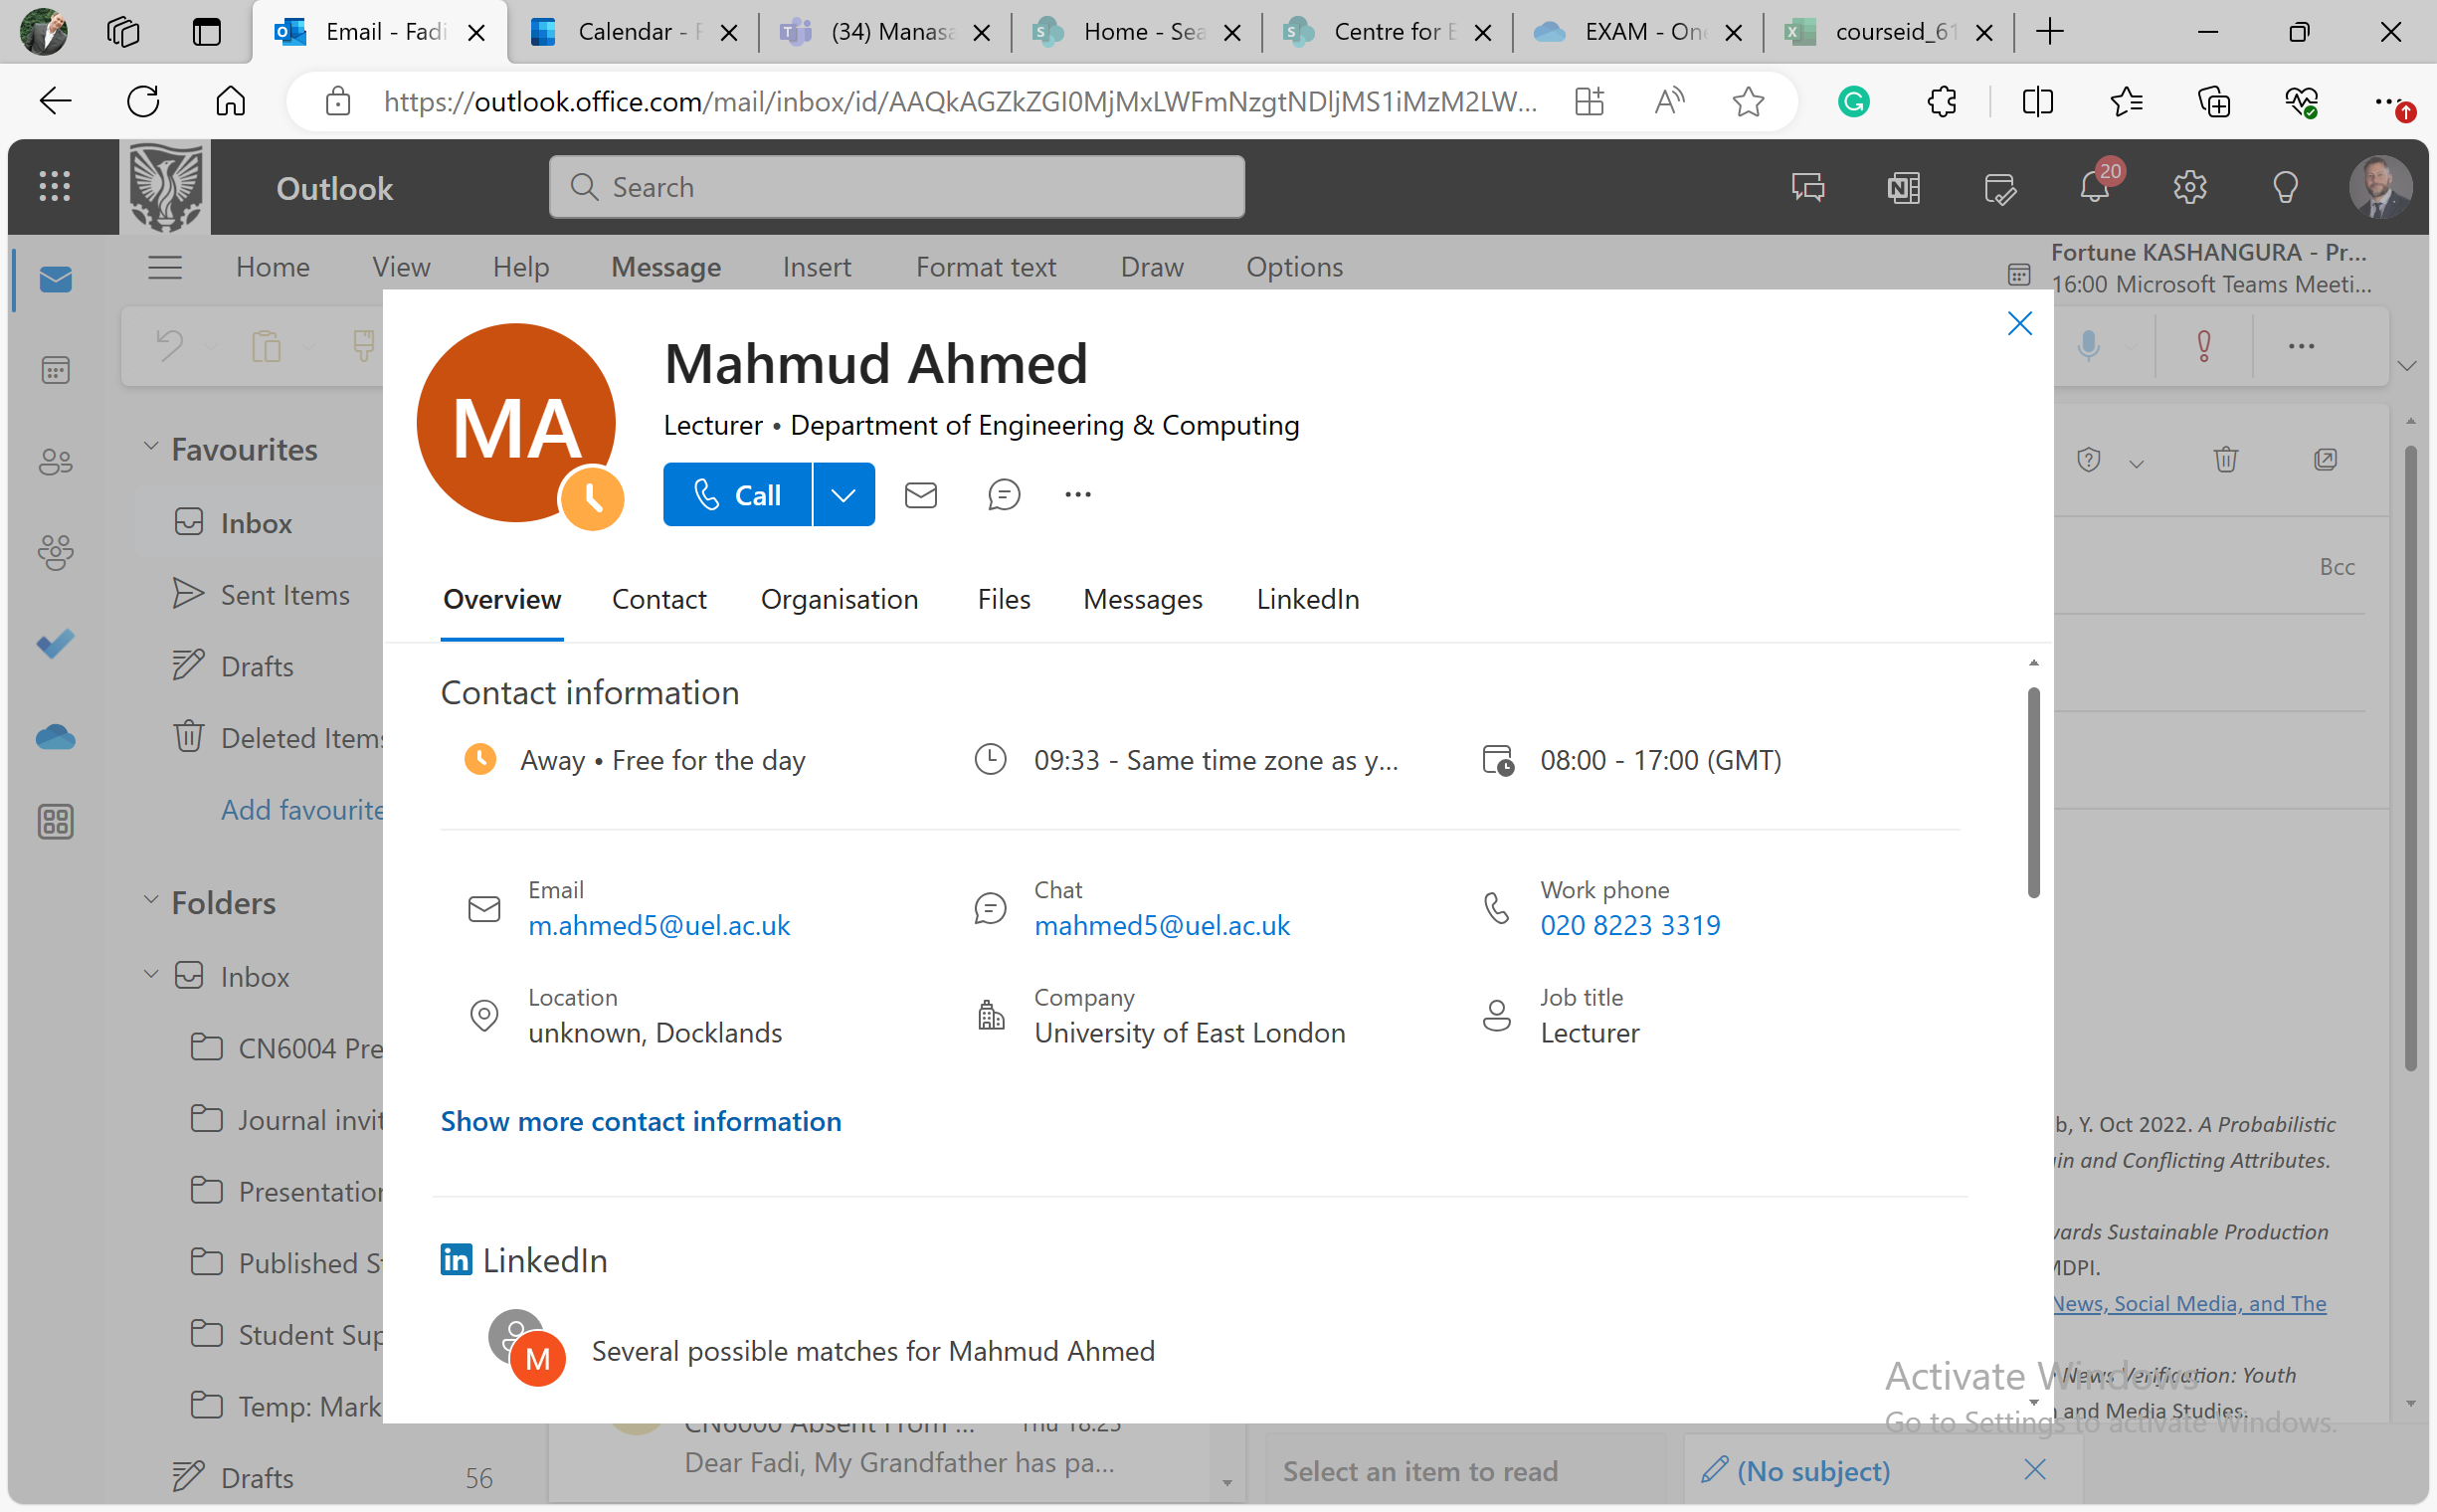 Email - Fadi
Calendar - F
(34) Manasa
Home - Sea
Centre for E
EXAM - On
courseid_61
https://outlook.office.com/mail/inbox/id/AAQkAGZkZGI0MjMxLWFmNzgtNDljMS1iMzM2LW...
Outlook
Search
20
Home View Help Message Insert Format text Draw Options
Fortune KASHANGURA - Pr...
16:00 Microsoft Teams Meeti...
MA
Mahmud Ahmed
Lecturer • Department of Engineering & Computing
Call
Favourites
Inbox
Sent Items
Drafts
Deleted Items
Add favourite
Bcc
Overview Contact Organisation Files Messages LinkedIn
Contact information
Away • Free for the day
09:33 - Same time zone as y...
08:00 - 17:00 (GMT)
Email
m.ahmed5@uel.ac.uk
Chat
mahmed5@uel.ac.uk
Work phone
020 8223 3319
Location
unknown, Docklands
Company
University of East London
Job title
Lecturer
Show more contact information
in LinkedIn
M
Several possible matches for Mahmud Ahmed
Folders
Inbox
CN6004 Pre
Journal invit
Presentation
Published S
Student Sup
Temp: Mark
Drafts 56
b, Y. Oct 2022. A Probabilistic
in and Conflicting Attributes.
ards Sustainable Production
MDPI.
News, Social Media, and The
News Verification: Youth
and Media Studies.
Activate Windows
Go to Settings to activate Windows.
CN6000 Absent From ... Thu 18:25
Dear Fadi, My Grandfather has pa...
Select an item to read
(No subject)